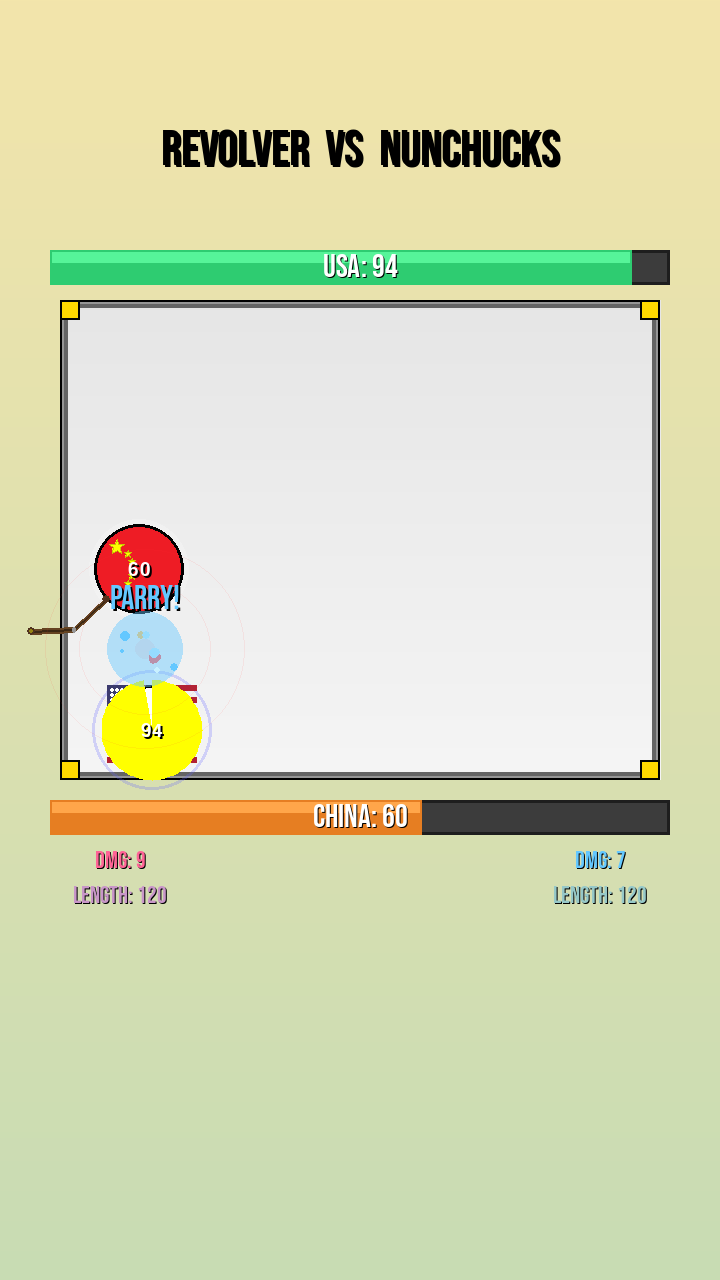 REVOLVER VS NUNCHUCKS
USA: 94
60
PARRY!
94
CHINA: 60
DMG: 9
DMG: 7
LENGTH: 120
LENGTH: 120